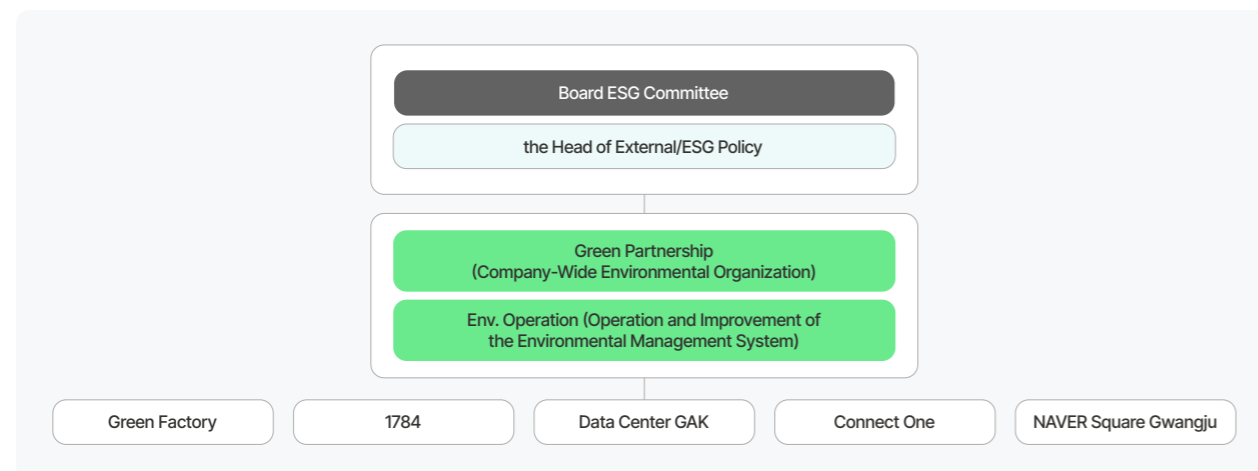 Board ESG Committee
the Head of External/ESG Policy
Green Partnership
(Company-Wide Environmental Organization)
Env. Operation (Operation and Improvement of
the Environmental Management System)
Green Factory
1784
Data Center GAK
Connect One
NAVER Square Gwangju